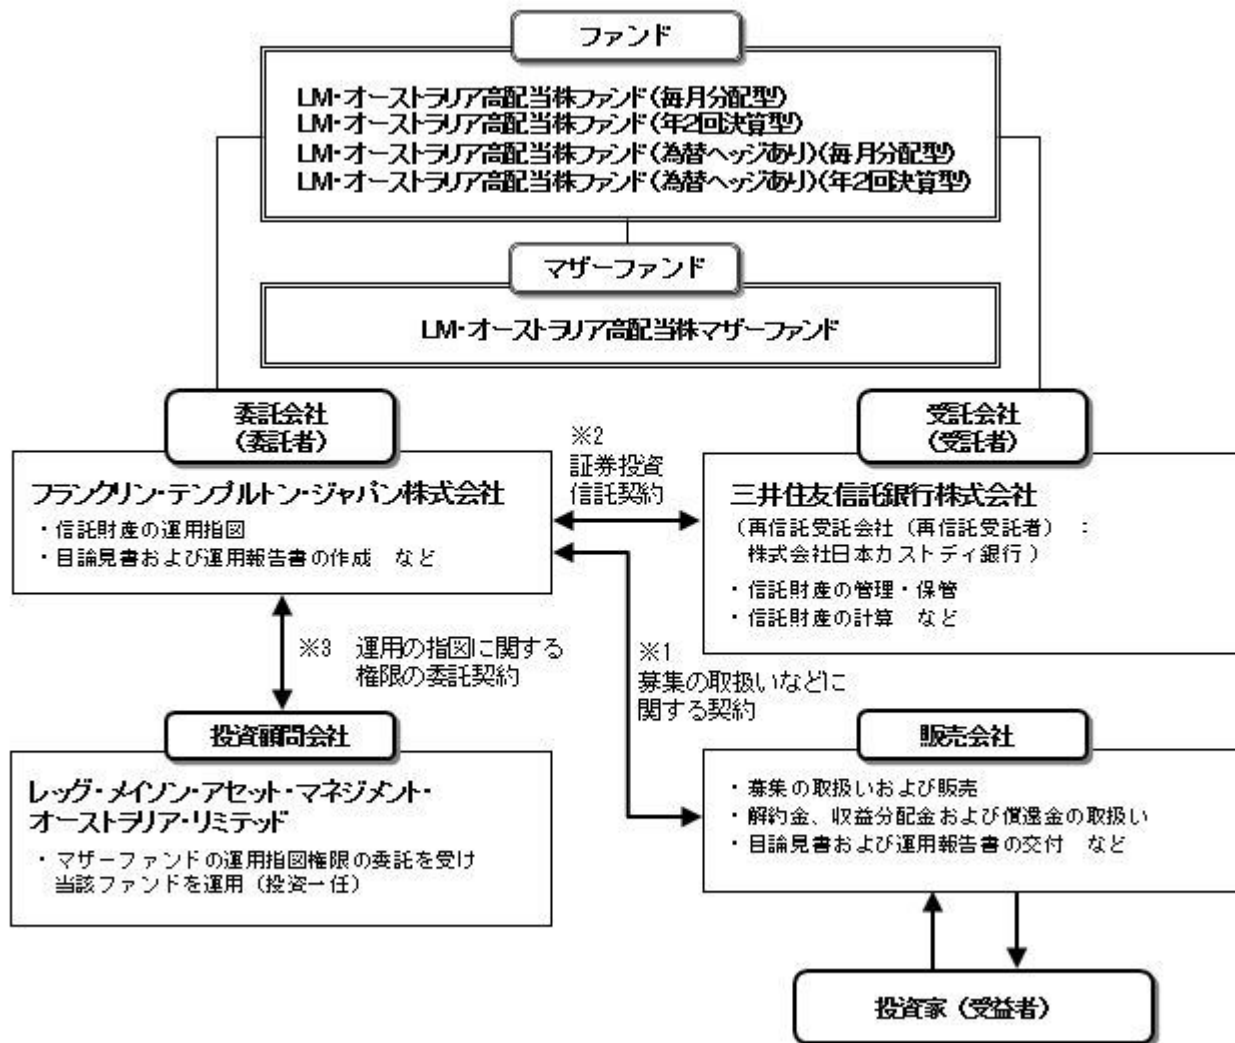 ファンド
LM・オーストラリア高配当株ファンド(毎月分配型)
LM・オーストラリア高配当株ファンド(年2回決算型)
LM・オーストラリア高配当株ファンド(為替ヘッジあり)(毎月分配型)
LM・オーストラリア高配当株ファンド(為替ヘッジあり)(年2回決算型)
マザーファンド
LM・オーストラリア高配当株マザーファンド
委託会社
(委託者)
フランクリン・テンプルトン・ジャパン株式会社
・信託財産の運用指図
・目論見書および運用報告書の作成 など
※2
証券投資
信託契約
受託会社
(受託者)
三井住友信託銀行株式会社
(再信託受託会社(再信託受託者) :
株式会社日本カストディ銀行)
・信託財産の管理・保管
・信託財産の計算 など
※3 運用の指図に関する
権限の委託契約
※1
募集の取扱いなどに
関する契約
投資顧問会社
レッグ・メイソン・アセット・マネジメント・
オーストラリア・リミテッド
・マザーファンドの運用指図権限の委託を受け
当該ファンドを運用(投資一任)
販売会社
・募集の取扱いおよび販売
・解約金、収益分配金および償還金の取扱い
・目論見書および運用報告書の交付 など
投資家(受益者)